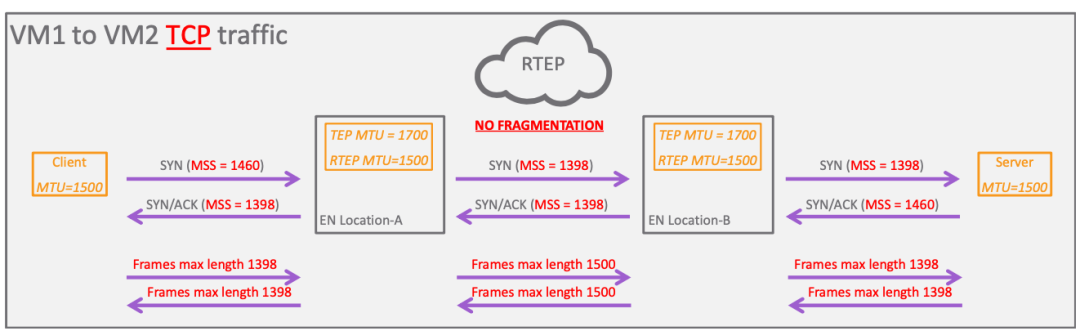 VM1 to VM2 TCP traffic
RTEP
NO FRAGMENTATION
Client
MTU=1500
SYN (MSS = 1460)
SYN/ACK (MSS = 1398)
TEP MTU = 1700
RTEP MTU=1500
EN Location-A
SYN (MSS = 1398)
SYN/ACK (MSS = 1398)
TEP MTU = 1700
RTEP MTU=1500
EN Location-B
SYN (MSS = 1398)
SYN/ACK (MSS = 1460)
Server
MTU=1500
Frames max length 1398
Frames max length 1398
Frames max length 1500
Frames max length 1500
Frames max length 1398
Frames max length 1398